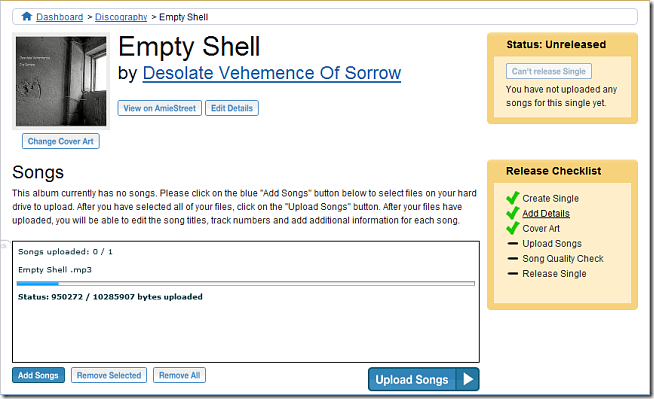 Dashboard > Discography > Empty Shell
Empty Shell
by Desolate Vehemence Of Sorrow
View on AmieStreet
Edit Details
Desolate Vehemence
Change Cover Art
Status: Unreleased
Can't release Single
You have not uploaded any
songs for this single yet.
Songs
This album currently has no songs. Please click on the blue "Add Songs" button below to select files on your hard
drive to upload. After you have selected all of your files, click on the "Upload Songs" button. After your files have
uploaded, you will be able to edit the song titles, track numbers and add additional information for each song.
Songs uploaded: 0 / 1
Empty Shell .mp3
Status: 950272 / 10285907 bytes uploaded
Add Songs
Remove Selected
Remove All
Upload Songs
Release Checklist
Create Single
Add Details
Cover Art
Upload Songs
Song Quality Check
Release Single